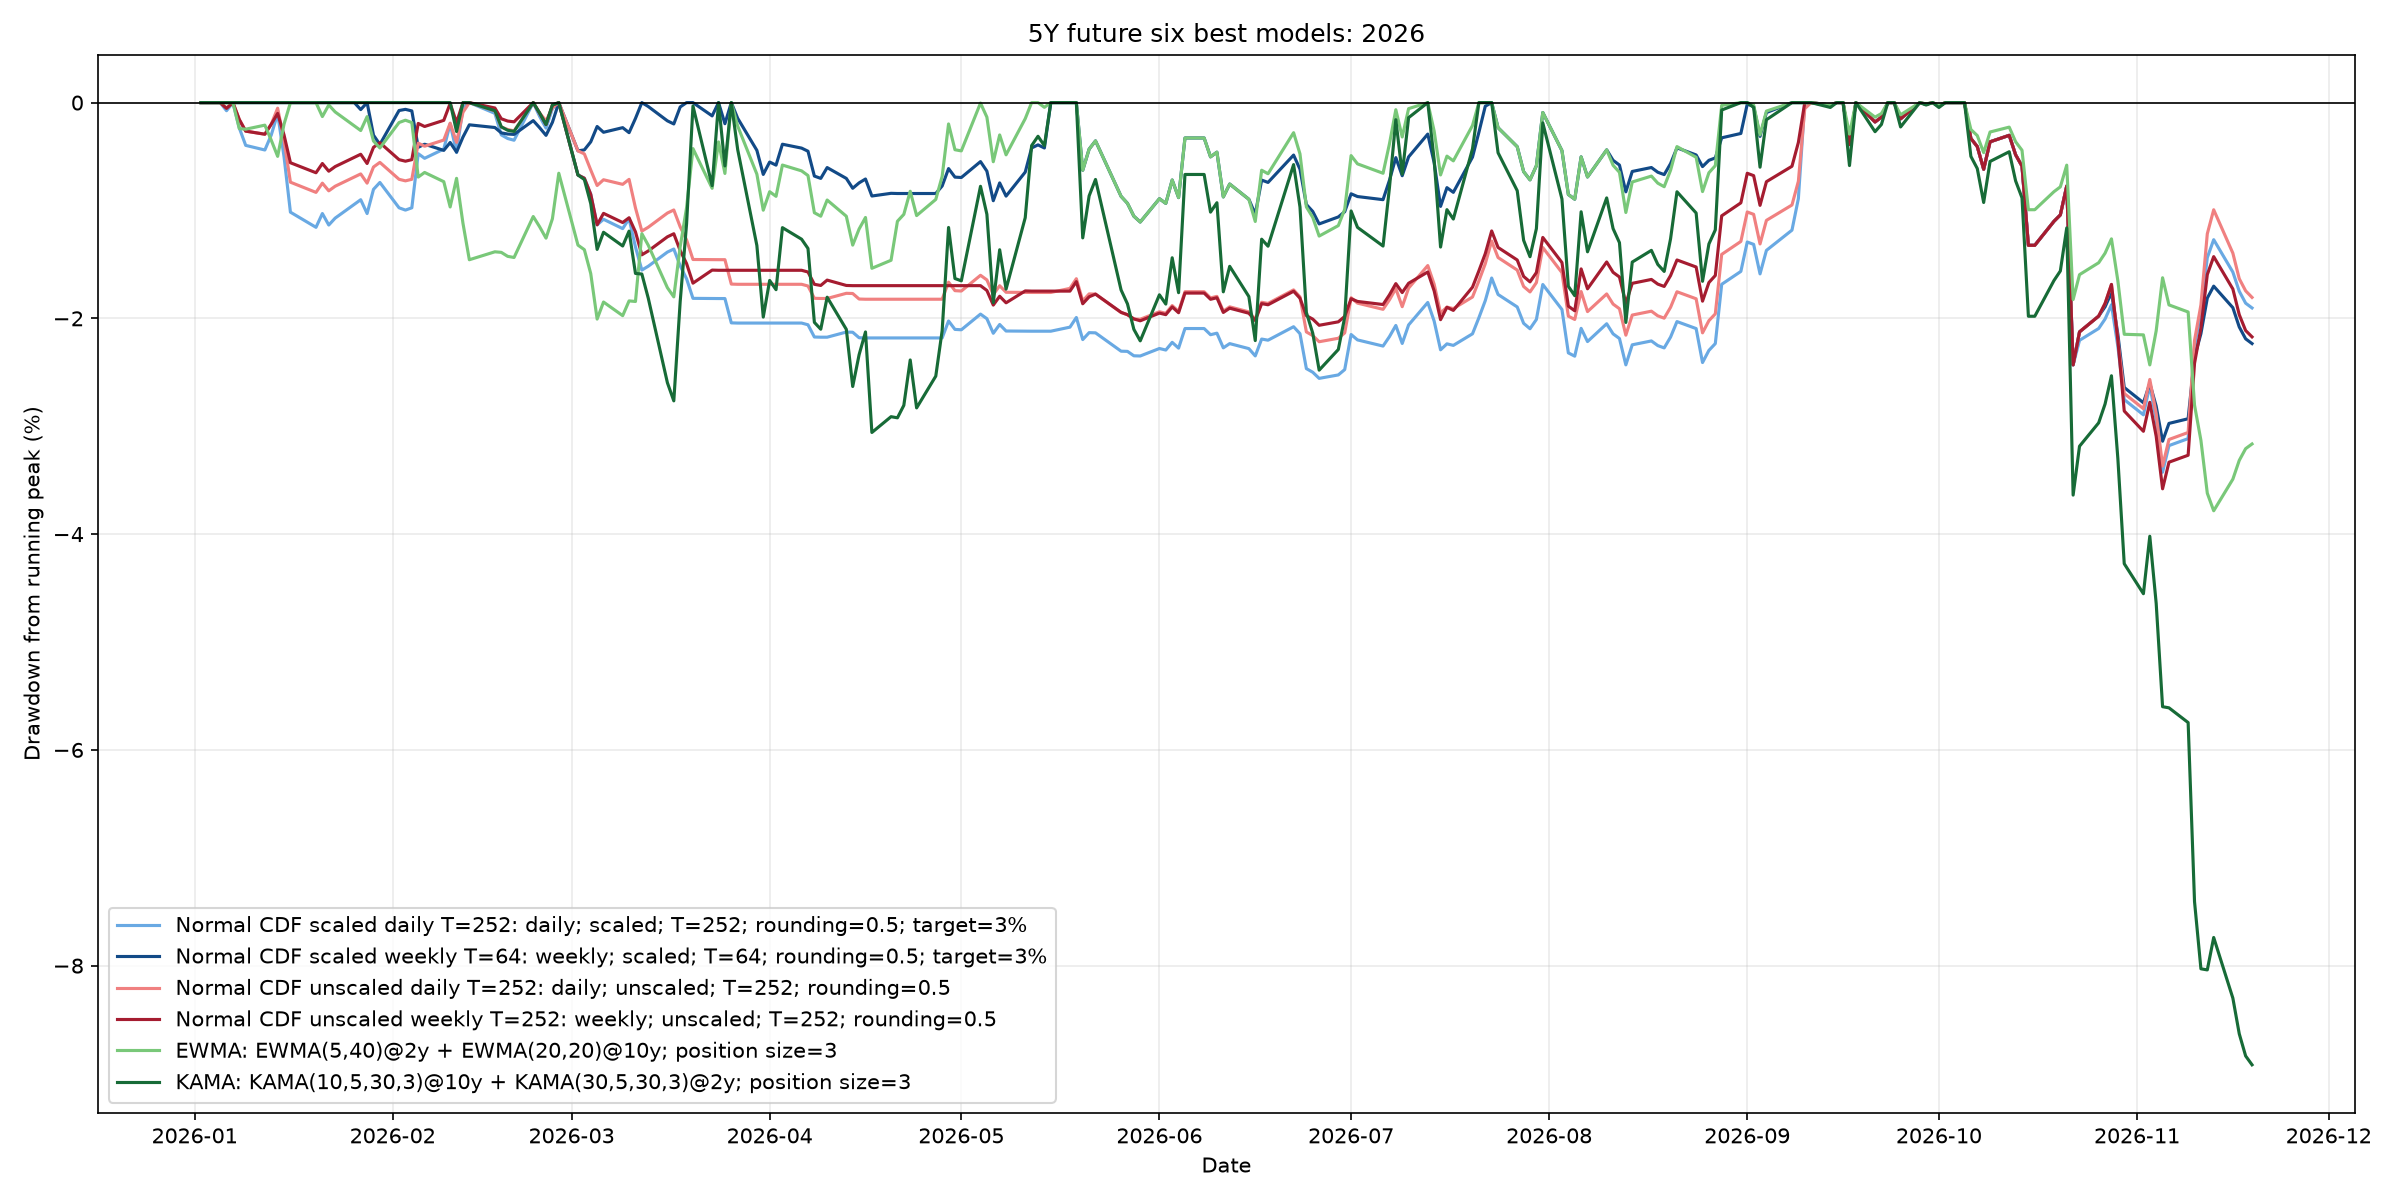 5Y future six best models: 2026
Drawdown from running peak (%)
0
−2
−4
−6
−8
Normal CDF scaled daily T=252: daily; scaled; T=252; rounding=0.5; target=3%
Normal CDF scaled weekly T=64: weekly; scaled; T=64; rounding=0.5; target=3%
Normal CDF unscaled daily T=252: daily; unscaled; T=252; rounding=0.5
Normal CDF unscaled weekly T=252: weekly; unscaled; T=252; rounding=0.5
EWMA: EWMA(5,40)@2y + EWMA(20,20)@10y; position size=3
KAMA: KAMA(10,5,30,3)@10y + KAMA(30,5,30,3)@2y; position size=3
2026-01 2026-02 2026-03 2026-04 2026-05 2026-06 2026-07 2026-08 2026-09 2026-10 2026-11 2026-12
Date